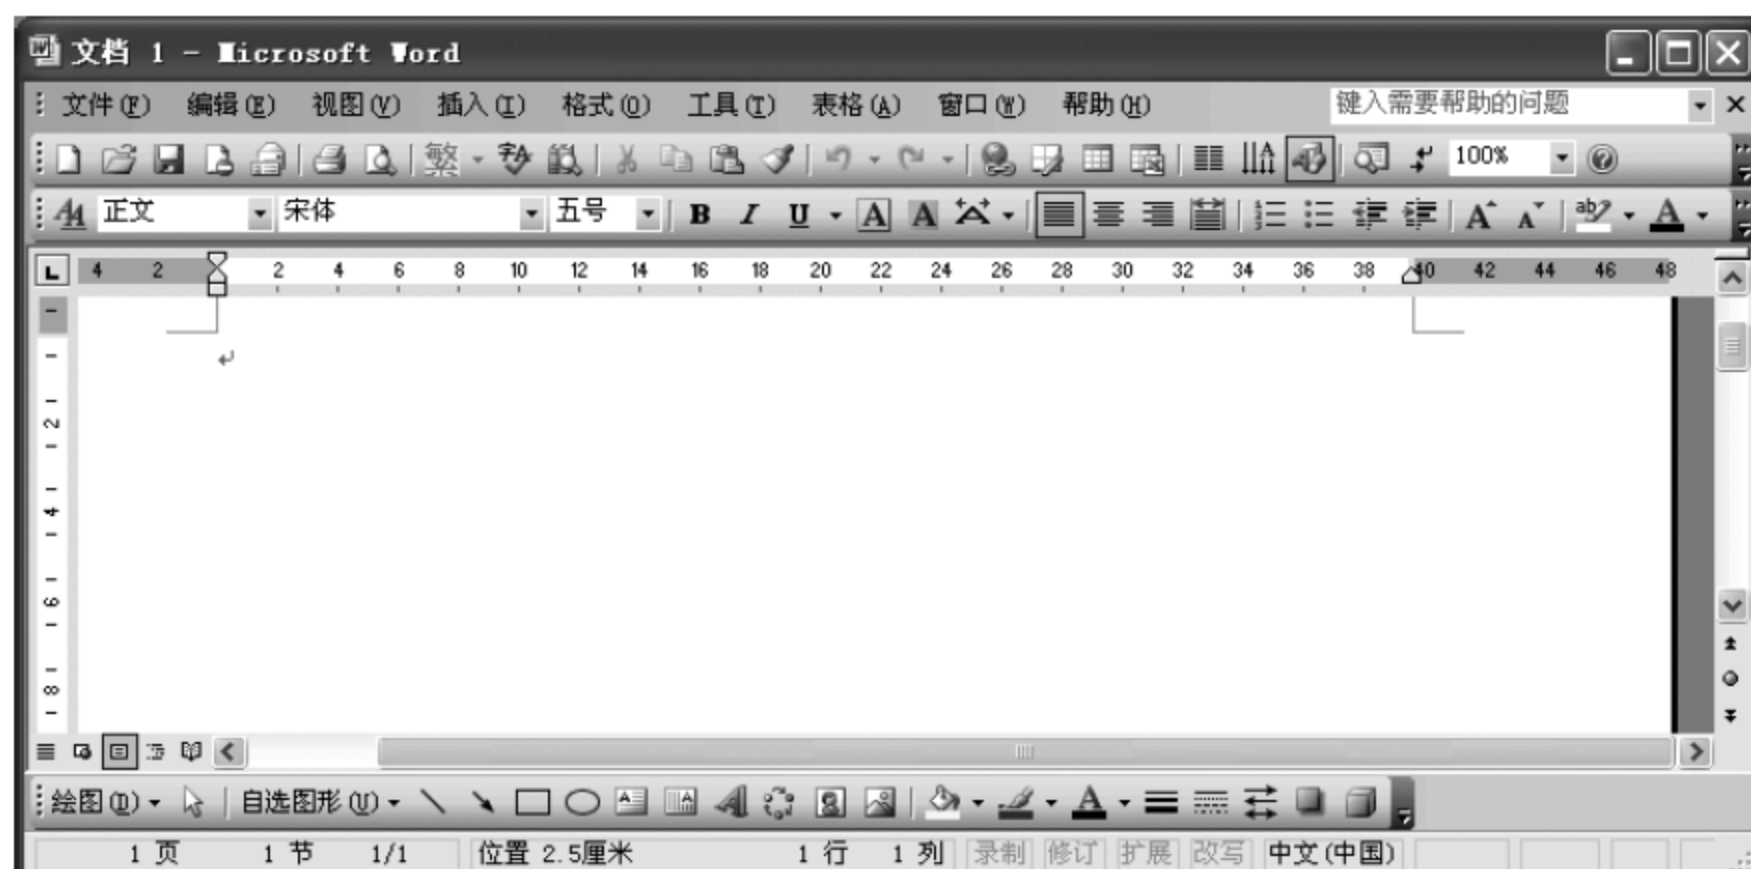 文档 1 - Microsoft Word
文件(F) 编辑(E) 视图(V) 插入(I) 格式(O) 工具(T) 表格(A) 窗口(W) 帮助(H) 键入需要帮助的问题
繁 字 A 100%
A4 正文 宋体 五号 B I U A A A A A ab A
L 4 2 2 4 6 8 10 12 14 16 18 20 22 24 26 28 30 32 34 36 38 40 42 44 46 48
2
4
6
8
绘图(D) 自选图形(U) A A A A
1 页 1 节 1/1 位置 2.5厘米 1 行 1 列 录制 修订 扩展 改写 中文(中国)